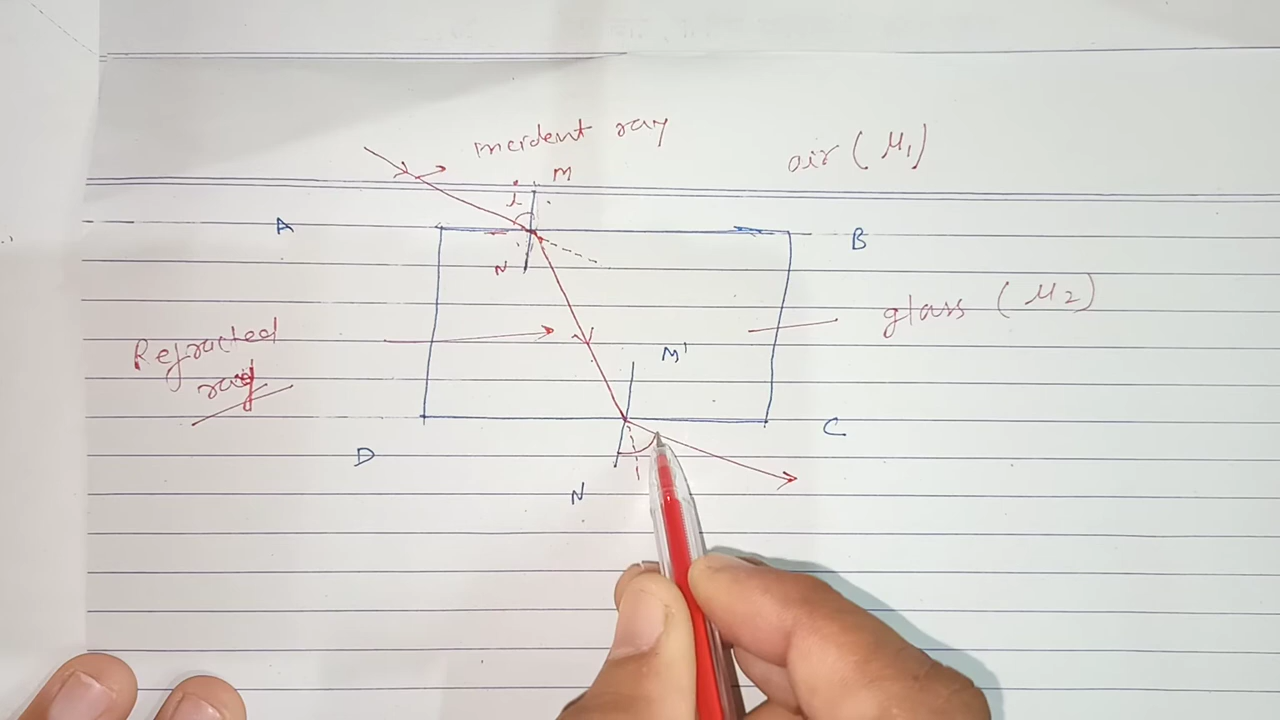 incident ray
air (μ1)
M
i
A
B
N
glass (μ2)
Refracted
ray
M'
C
D
N